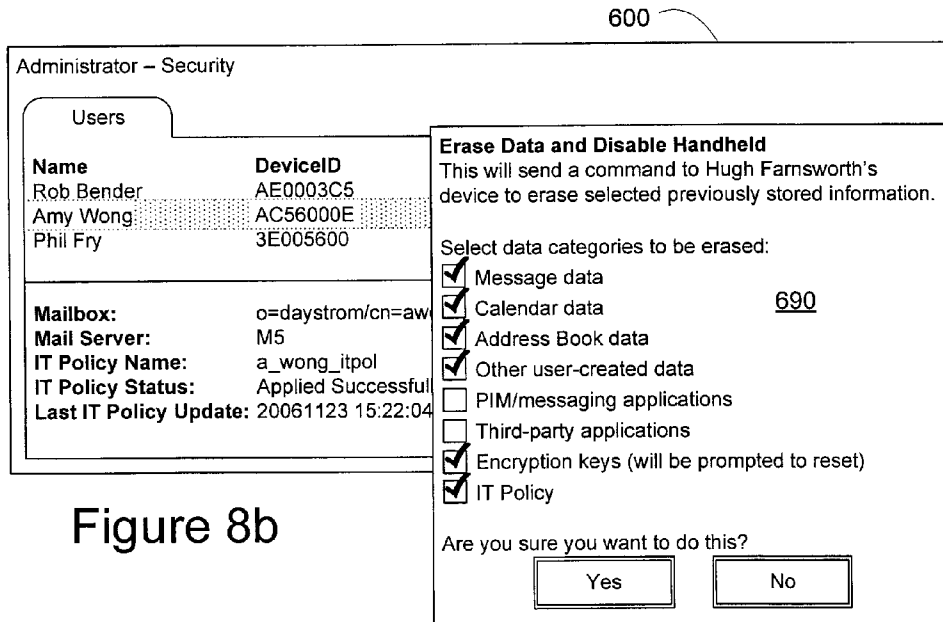 600
Administrator – Security
Users
Name DeviceID
Rob Bender AE0003C5
Amy Wong AC56000E
Phil Fry 3E005600
Mailbox: o=daystrom/cn=aw
Mail Server: M5
IT Policy Name: a_wong_itpol
IT Policy Status: Applied Successful
Last IT Policy Update: 20061123 15:22:04
Erase Data and Disable Handheld
This will send a command to Hugh Farnsworth's
device to erase selected previously stored information.
Select data categories to be erased:
Message data
Calendar data
690
Address Book data
Other user-created data
PIM/messaging applications
Third-party applications
Encryption keys (will be prompted to reset)
IT Policy
Are you sure you want to do this?
Yes No
Figure 8b